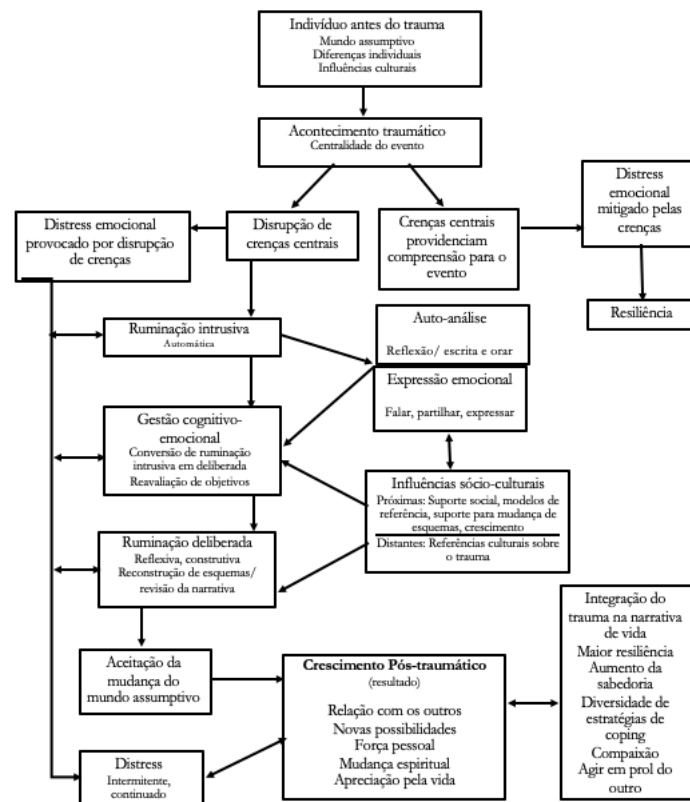 Indivíduo antes do trauma
Mundo assumptivo
Diferenças individuais
Influências culturais
Acontecimento traumático
Centralidade do evento
Distress emocional
provocado por disrupção
de crenças
Disrupção de
crenças centrais
Crenças centrais
providenciam
compreensão para o
evento
Distress
emocional
mitigado pelas
crenças
Resiliência
Ruminação intrusiva
Automática
Auto-análise
Reflexão/ escrita e orar
Expressão emocional
Falar, partilhar, expressar
Gestão cognitivo-
emocional
Conversão de ruminação
intrusiva em deliberada
Reavaliação de objetivos
Influências sócio-culturais
Próximas: Suporte social, modelos de
referência, suporte para mudança de
esquemas, crescimento
Distantes: Referências culturais sobre
o trauma
Ruminação deliberada
Reflexiva, construtiva
Reconstrução de esquemas/
revisão da narrativa
Aceitação da
mudança do
mundo assumptivo
Crescimento Pós-traumático
(resultado)
Relação com os outros
Novas possibilidades
Força pessoal
Mudança espiritual
Apreciação pela vida
Integração do
trauma na narrativa
de vida
Maior resiliência
Aumento da
sabedoria
Diversidade de
estratégias de
coping
Compaixão
Agir em prol do
outro
Distress
Intermitente,
continuado